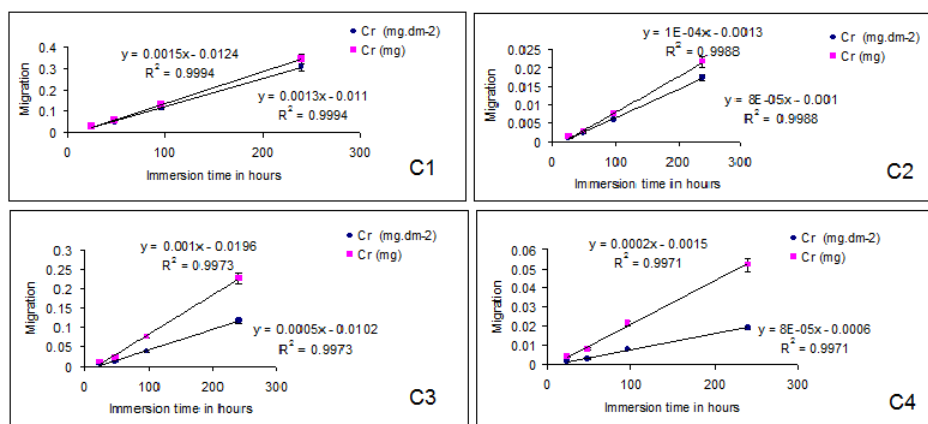 Cr (mg.dm-2)
Cr (mg)
y = 0.0015x - 0.0124
R² = 0.9994
y = 0.0013x - 0.011
R² = 0.9994
0.4
0.3
0.2
0.1
0
0 100 200 300
Migration
Immersion time in hours
C1
Cr (mg.dm-2)
Cr (mg)
y = 1E-04x - 0.0013
R² = 0.9988
y = 8E-05x - 0.001
R² = 0.9988
0.025
0.02
0.015
0.01
0.005
0
0 100 200 300
Migration
Immersion time in hours
C2
Cr (mg.dm-2)
Cr (mg)
y = 0.001x - 0.0196
R² = 0.9973
y = 0.0005x - 0.0102
R² = 0.9973
0.3
0.25
0.2
0.15
0.1
0.05
0
0 100 200 300
Migration
Immersion time in hours
C3
Cr (mg.dm-2)
Cr (mg)
y = 0.0002x - 0.0015
R² = 0.9971
y = 8E-05x - 0.0006
R² = 0.9971
0.06
0.05
0.04
0.03
0.02
0.01
0
0 100 200 300
Migration
Immersion time in hours
C4